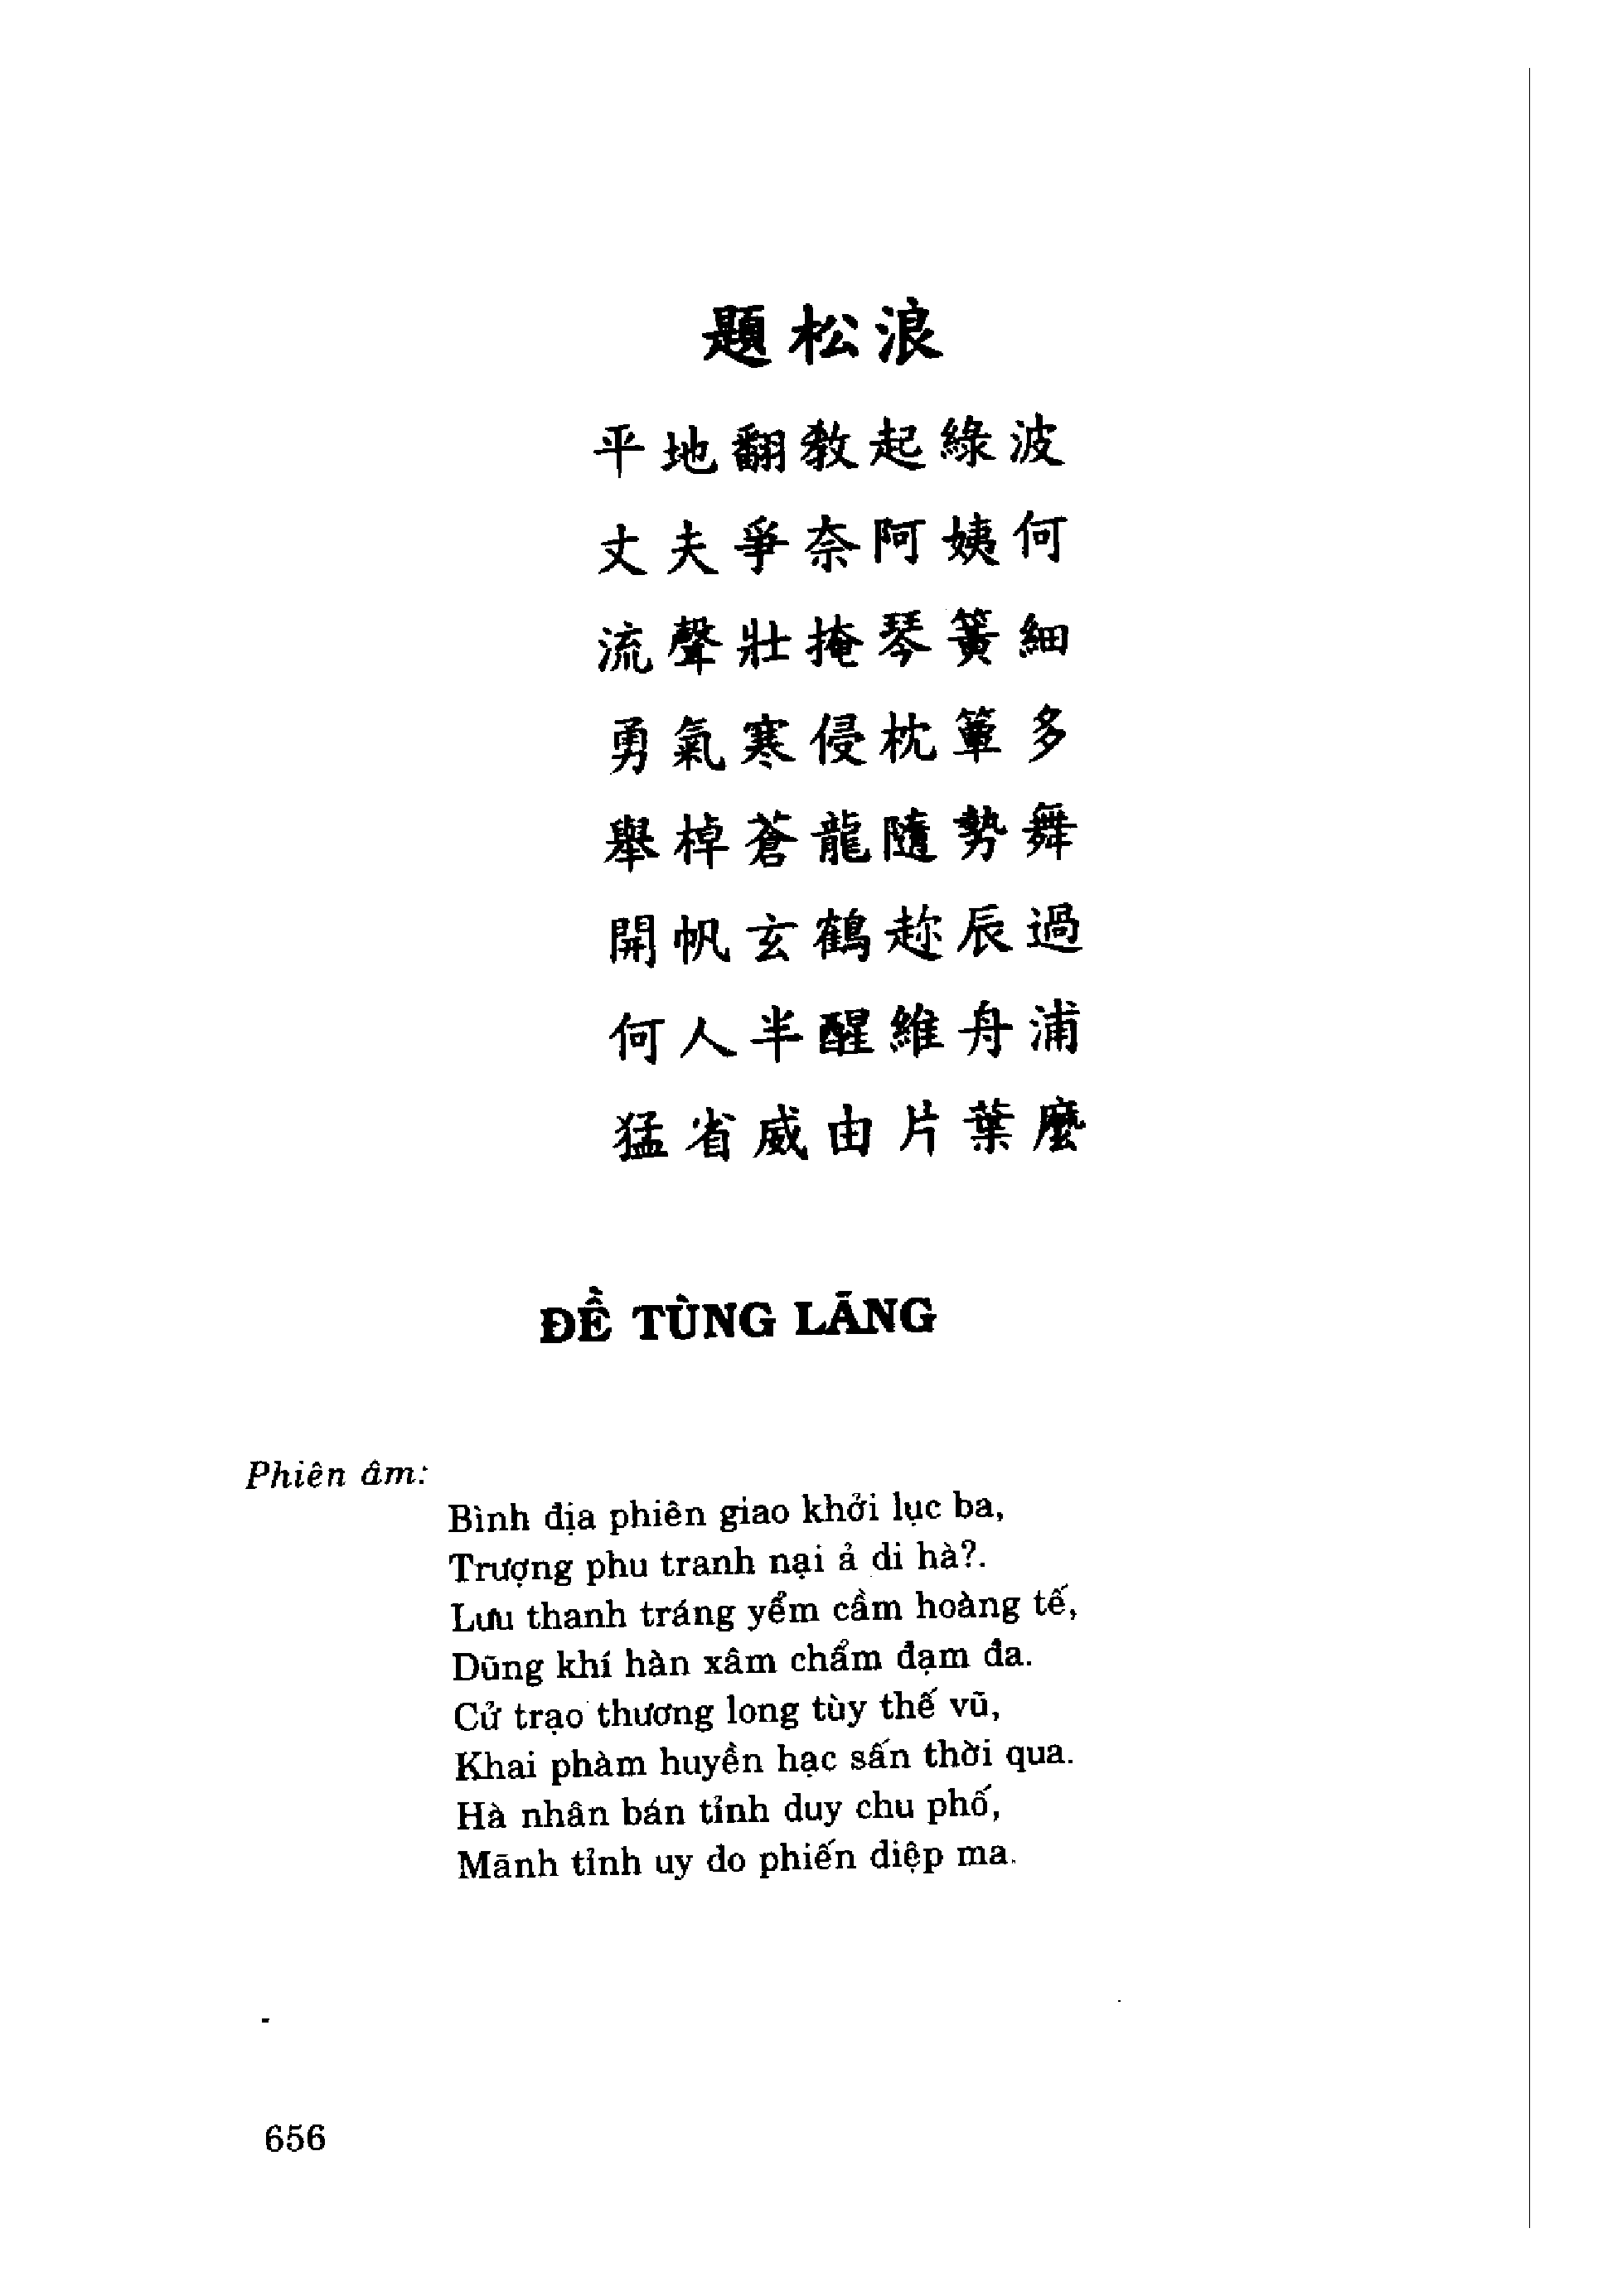 題松浪
平地翻教起綠波
丈夫爭奈阿姨何
流聲壯掩琴簧細
勇氣寒侵枕簟多
舉棹蒼龍隨勢舞
開帆玄鶴趂辰過
何人半醒維舟浦
猛省威由片葉麼
ĐỀ TÙNG LÃNG
Phiên âm:
Bình địa phiên giao khởi lục ba,
Trượng phu tranh nại ả di hà?.
Lưu thanh tráng yểm cầm hoàng tế,
Dũng khí hàn xâm chẩm đạm đa.
Cử trạo thương long tùy thế vũ,
Khai phàm huyền hạc sấn thời qua.
Hà nhân bán tỉnh duy chu phố,
Mãnh tỉnh uy do phiến diệp ma.
656